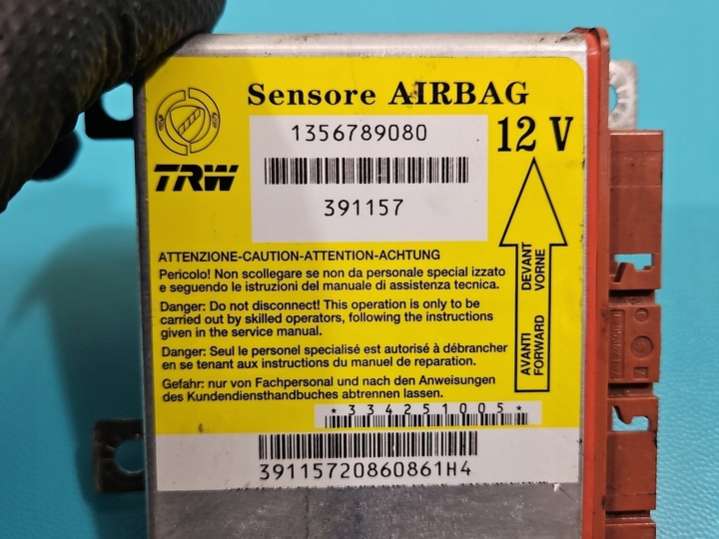 Sensore AIRBAG
1356789080
12 V
TRW
391157
ATTENZIONE-CAUTION-ATTENTION-ACHTUNG
Pericolo! Non scollegare se non da personale special izzato
e seguendo le istruzioni del manuale di assistenza tecnica.
Danger: Do not disconnect! This operation is only to be
carried out by skilled operators, following the instructions
given in the service manual.
Danger: Seul le personel specialisé est autorisé à débrancher
en se tenant aux instructions du manuel de reparation.
Gefahr: nur von Fachpersonal und nach den Anweisungen
des Kundendiensthandbuches abtrennen lassen.
DEVANT
VORNE
AVANTI
FORWARD
*334251005*
39115720860861H4